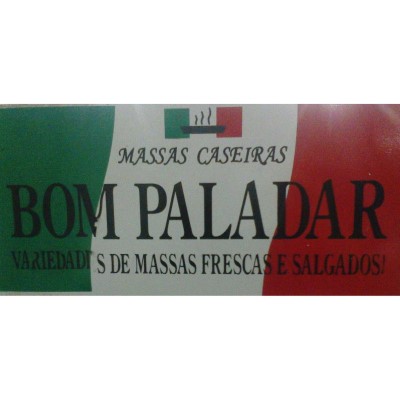 MASSAS CASEIRAS
BOM PALADAR
VARIEDADES DE MASSAS FRESCAS E SALGADOS!